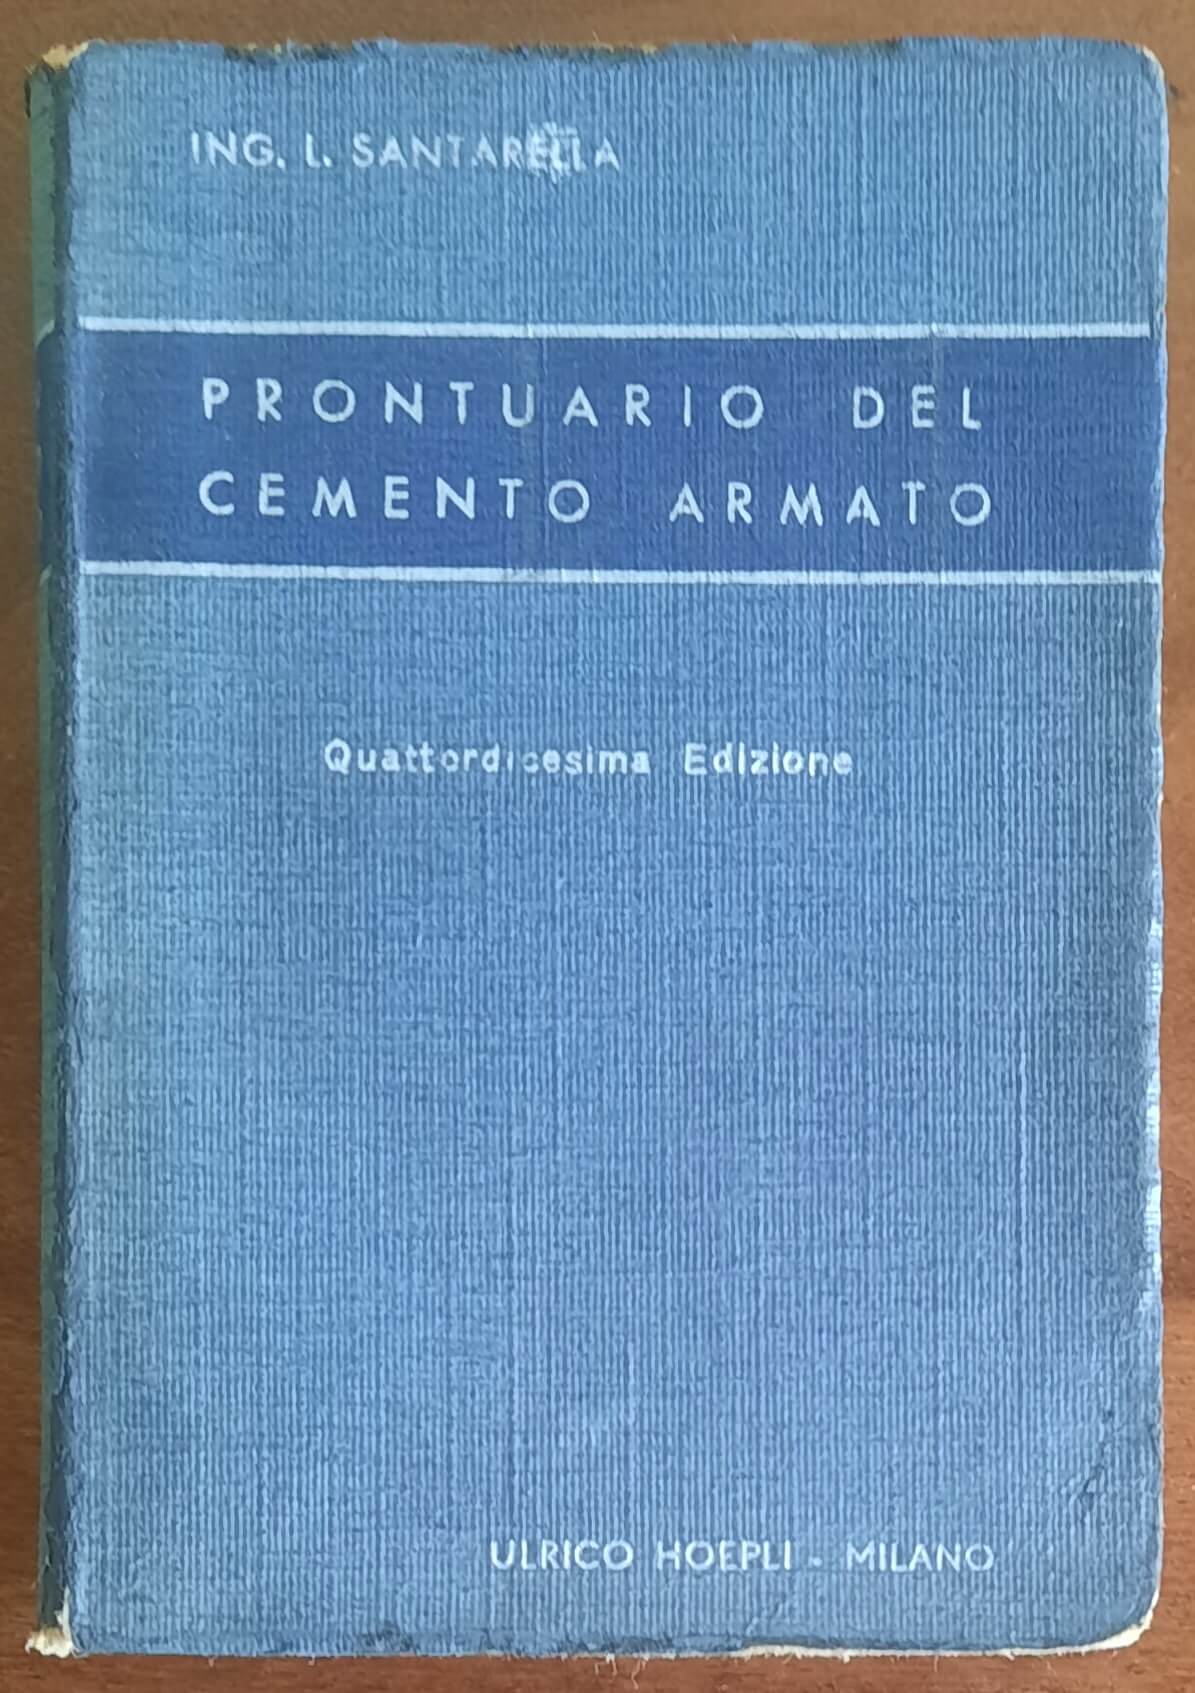 ING. L. SANTARELLA
PRONTUARIO DEL
CEMENTO ARMATO
Quattordicesima Edizione
ULRICO HOEPLI - MILANO